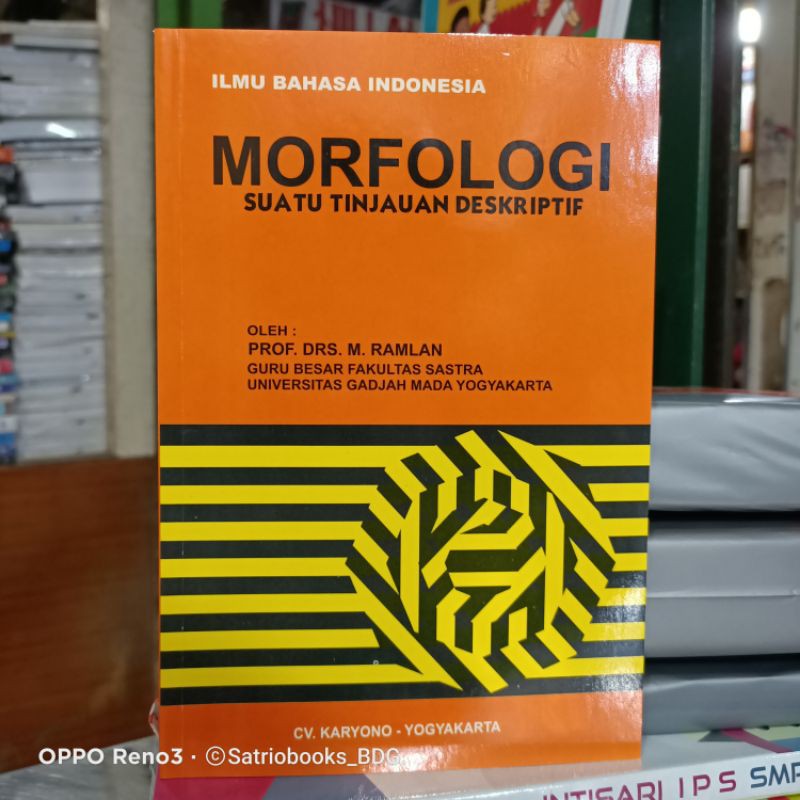 ILMU BAHASA INDONESIA
MORFOLOGI
SUATU TINJAUAN DESKRIPTIF
OLEH :
PROF. DRS. M. RAMLAN
GURU BESAR FAKULTAS SASTRA
UNIVERSITAS GADJAH MADA YOGYAKARTA
CV. KARYONO - YOGYAKARTA
OPPO Reno3 · ©Satriobooks_BDG
INTISARI I P S SMP